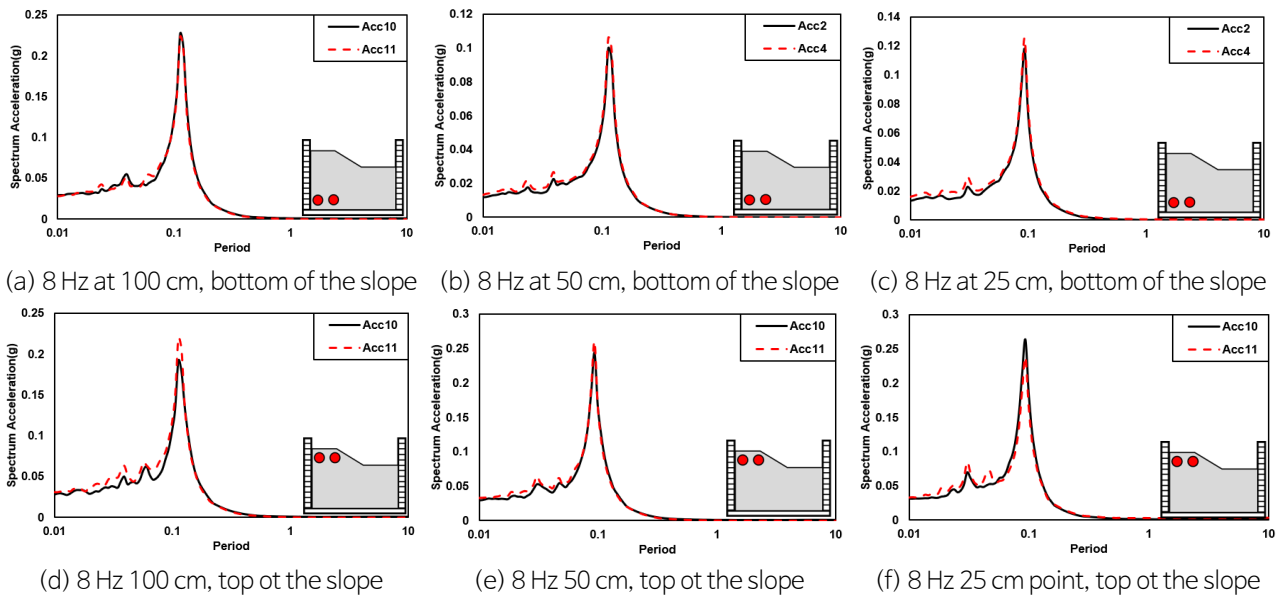 0.25
0.2
0.15
0.1
0.05
0
Spectrum Acceleration(g)
0.01
0.1
1
10
Period
Acc10
Acc11
(a) 8 Hz at 100 cm, bottom of the slope
0.12
0.1
0.08
0.06
0.04
0.02
0
Spectrum Acceleration(g)
0.01
0.1
1
10
Period
Acc2
Acc4
(b) 8 Hz at 50 cm, bottom of the slope
0.14
0.12
0.1
0.08
0.06
0.04
0.02
0
Spectrum Acceleration(g)
0.01
0.1
1
10
Period
Acc2
Acc4
(c) 8 Hz at 25 cm, bottom of the slope
0.25
0.2
0.15
0.1
0.05
0
Spectrum Acceleration(g)
0.01
0.1
1
10
Period
Acc10
Acc11
(d) 8 Hz 100 cm, top ot the slope
0.3
0.25
0.2
0.15
0.1
0.05
0
Spectrum Acceleration(g)
0.01
0.1
1
10
Period
Acc10
Acc11
(e) 8 Hz 50 cm, top ot the slope
0.3
0.25
0.2
0.15
0.1
0.05
0
Spectrum Acceleration(g)
0.01
0.1
1
10
Period
Acc10
Acc11
(f) 8 Hz 25 cm point, top ot the slope